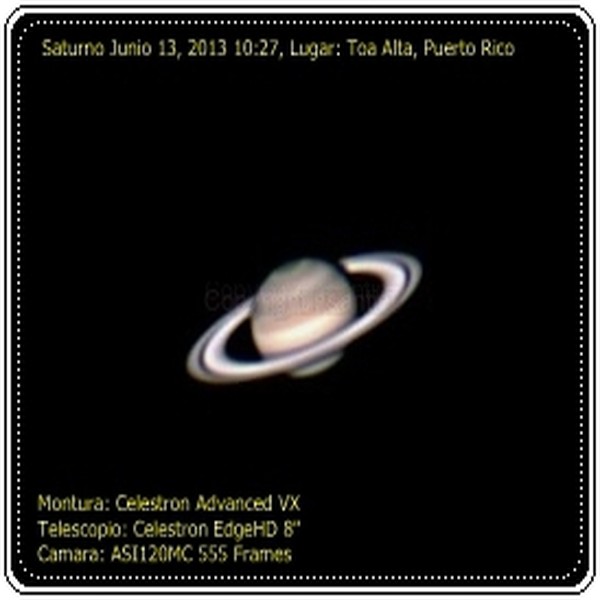 Saturno Junio 13, 2013 10:27, Lugar: Toa Alta, Puerto Rico
Montura: Celestron Advanced VX
Telescopio: Celestron EdgeHD 8"
Camara: ASI120MC 555 Frames